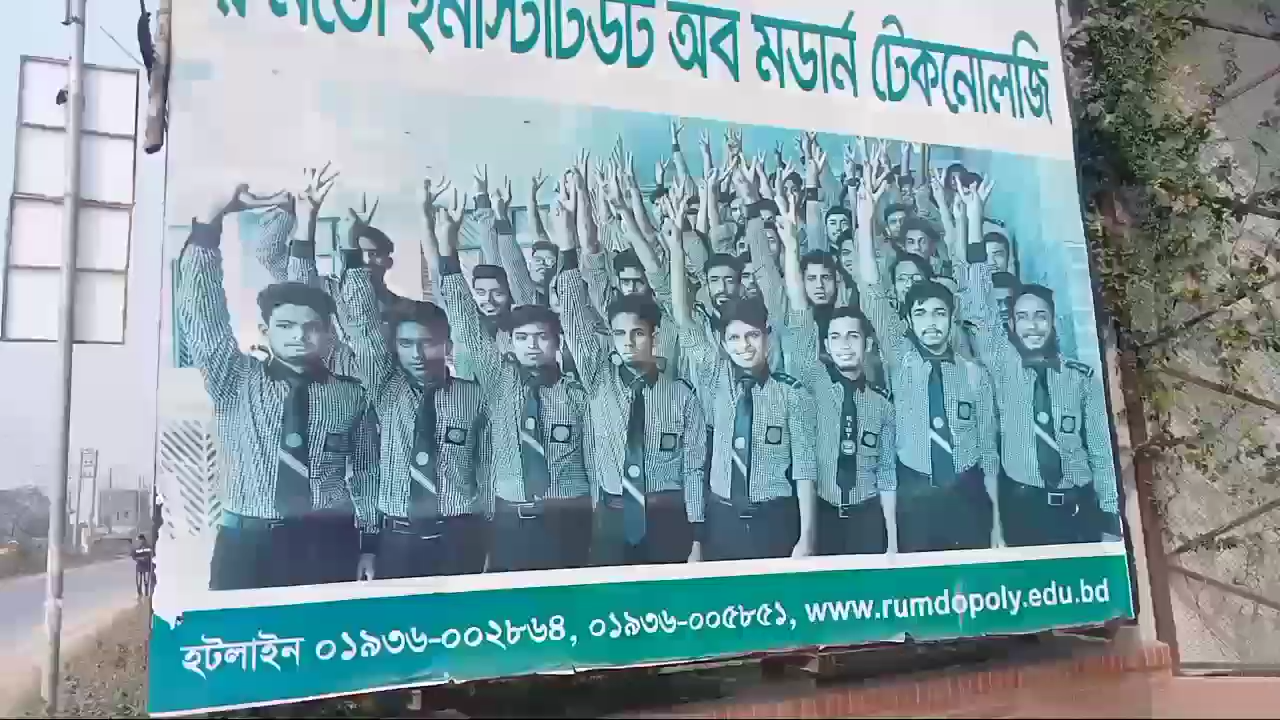 ইনস্টিটিউট অব মডার্ন টেকনোলজি
হটলাইন ০১৯৩৬-০০২৮৬৪, ০১৯৩৬-০০৫৮৫১, www.rumdopoly.edu.bd